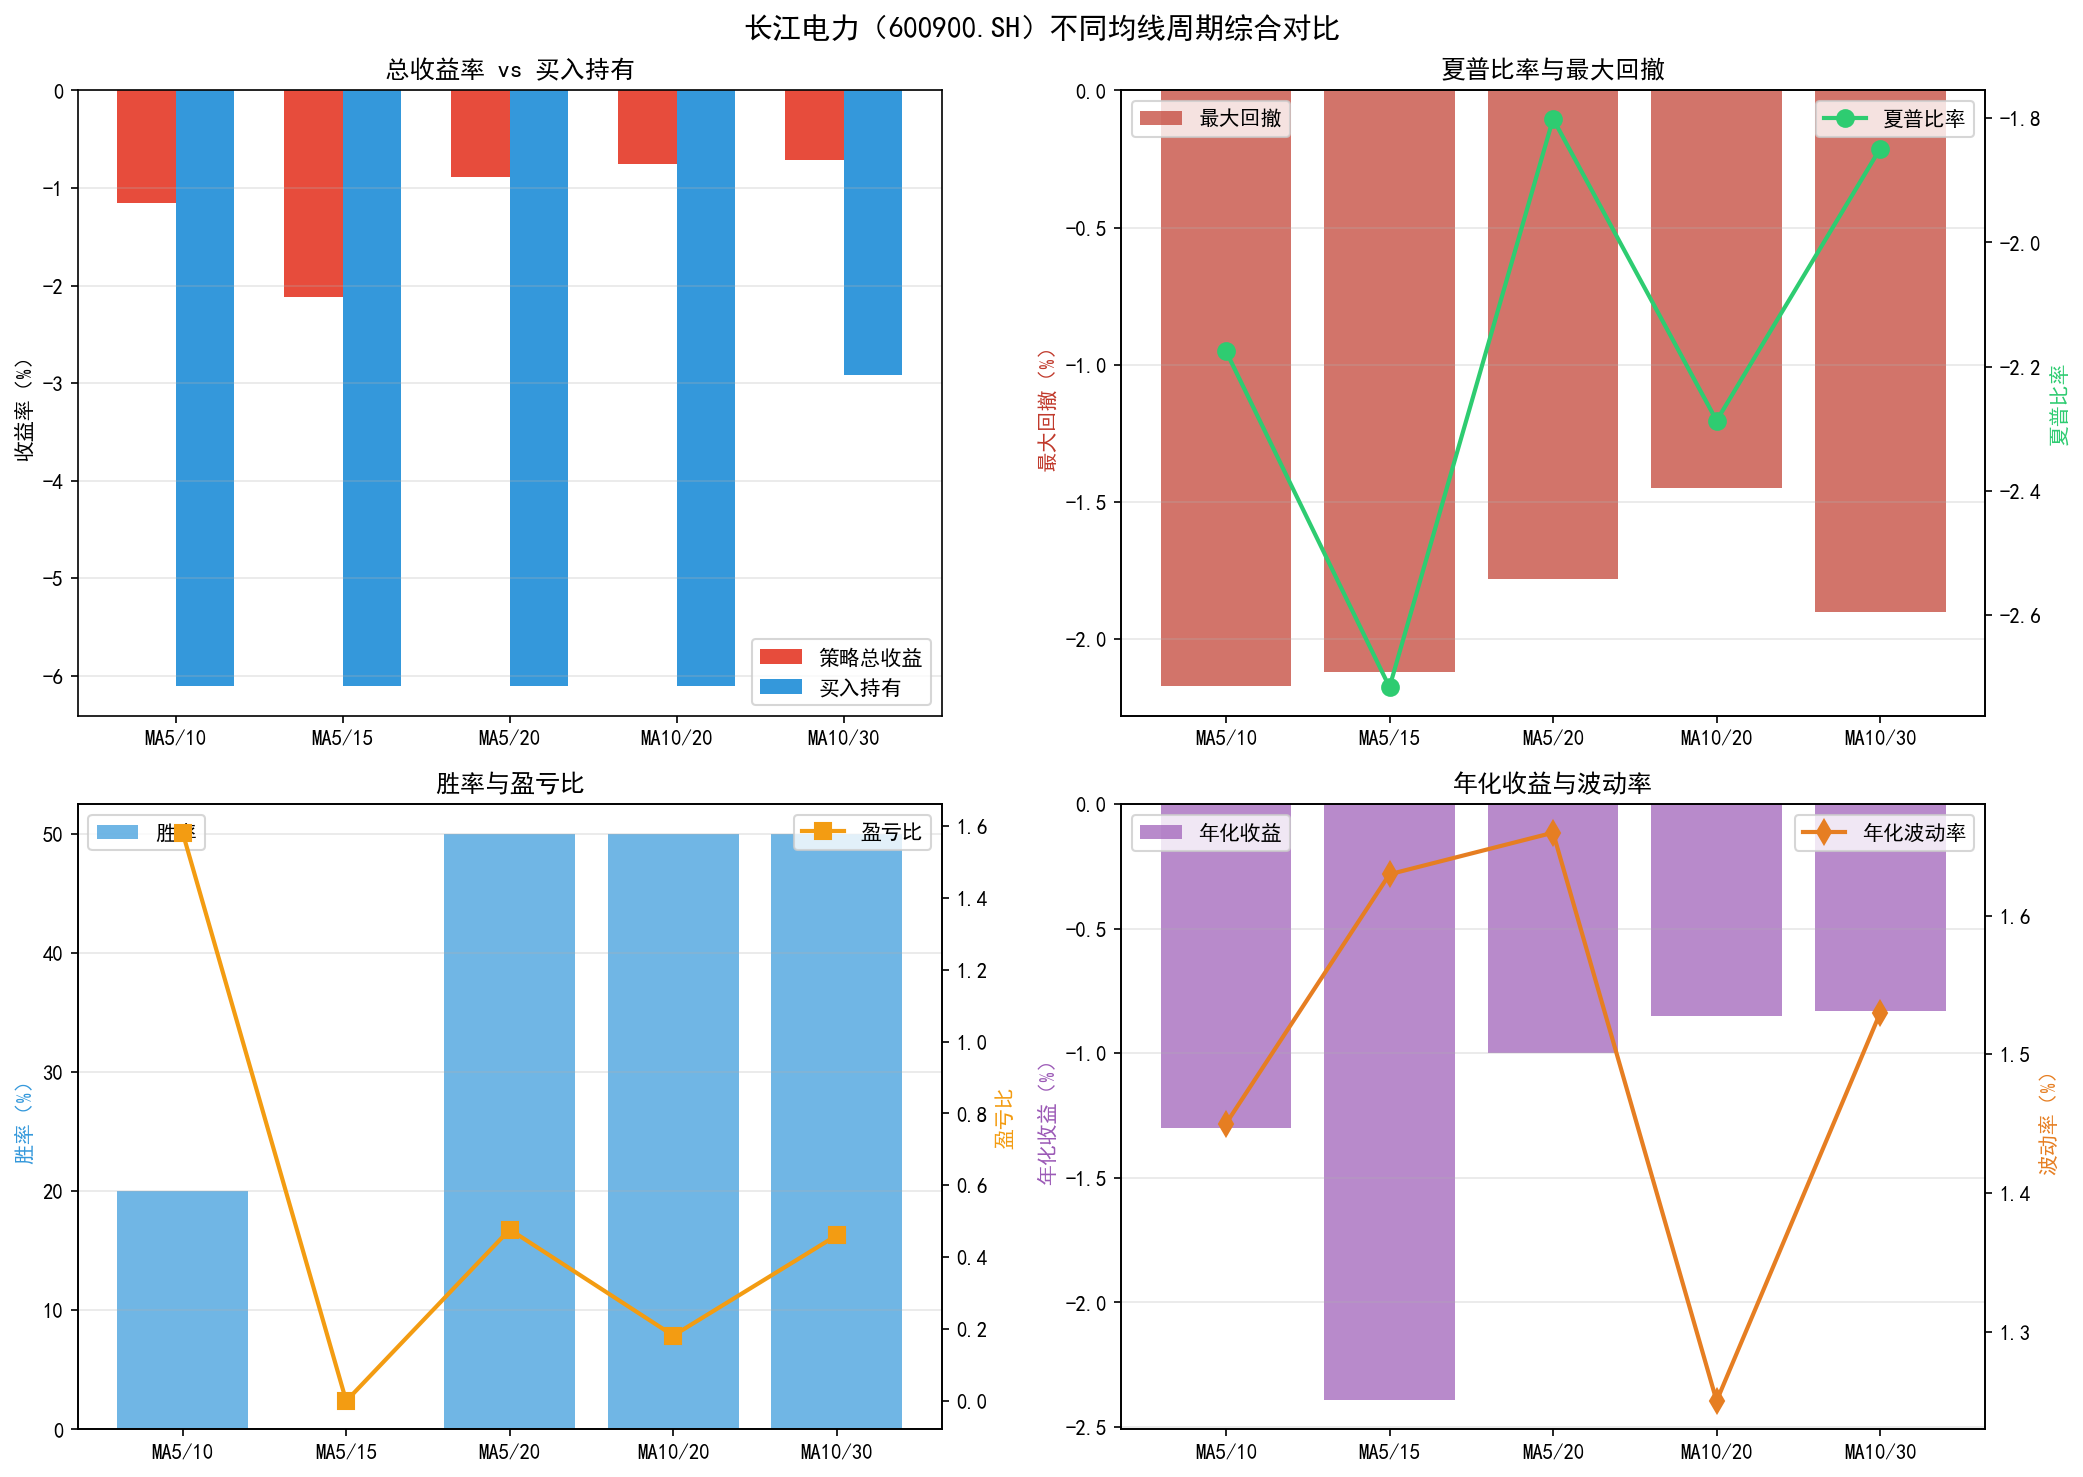 长江电力（600900.SH）不同均线周期综合对比
总收益率 vs 买入持有
收益率 (%)
0
−1
−2
−3
−4
−5
−6
策略总收益
买入持有
MA5/10 MA5/15 MA5/20 MA10/20 MA10/30
夏普比率与最大回撤
最大回撤 (%)
0.0
−0.5
−1.0
−1.5
−2.0
最大回撤
夏普比率
−1.8
−2.0
−2.2
−2.4
−2.6
夏普比率
MA5/10 MA5/15 MA5/20 MA10/20 MA10/30
胜率与盈亏比
胜率 (%)
50
40
30
20
10
0
胜率
盈亏比
1.6
1.4
1.2
1.0
0.8
0.6
0.4
0.2
0.0
盈亏比
MA5/10 MA5/15 MA5/20 MA10/20 MA10/30
年化收益与波动率
年化收益 (%)
0.0
−0.5
−1.0
−1.5
−2.0
−2.5
年化收益
年化波动率
1.6
1.5
1.4
1.3
波动率 (%)
MA5/10 MA5/15 MA5/20 MA10/20 MA10/30